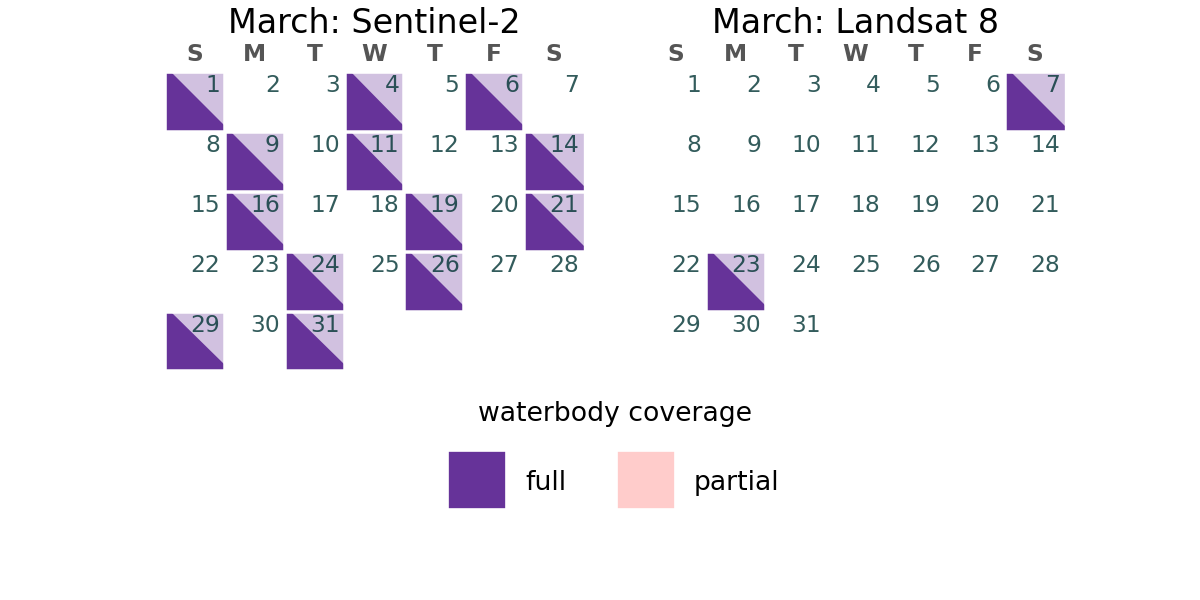 March: Sentinel-2
S M T W T F S
1 2 3 4 5 6 7
8 9 10 11 12 13 14
15 16 17 18 19 20 21
22 23 24 25 26 27 28
29 30 31
March: Landsat 8
S M T W T F S
1 2 3 4 5 6 7
8 9 10 11 12 13 14
15 16 17 18 19 20 21
22 23 24 25 26 27 28
29 30 31
waterbody coverage
full
partial